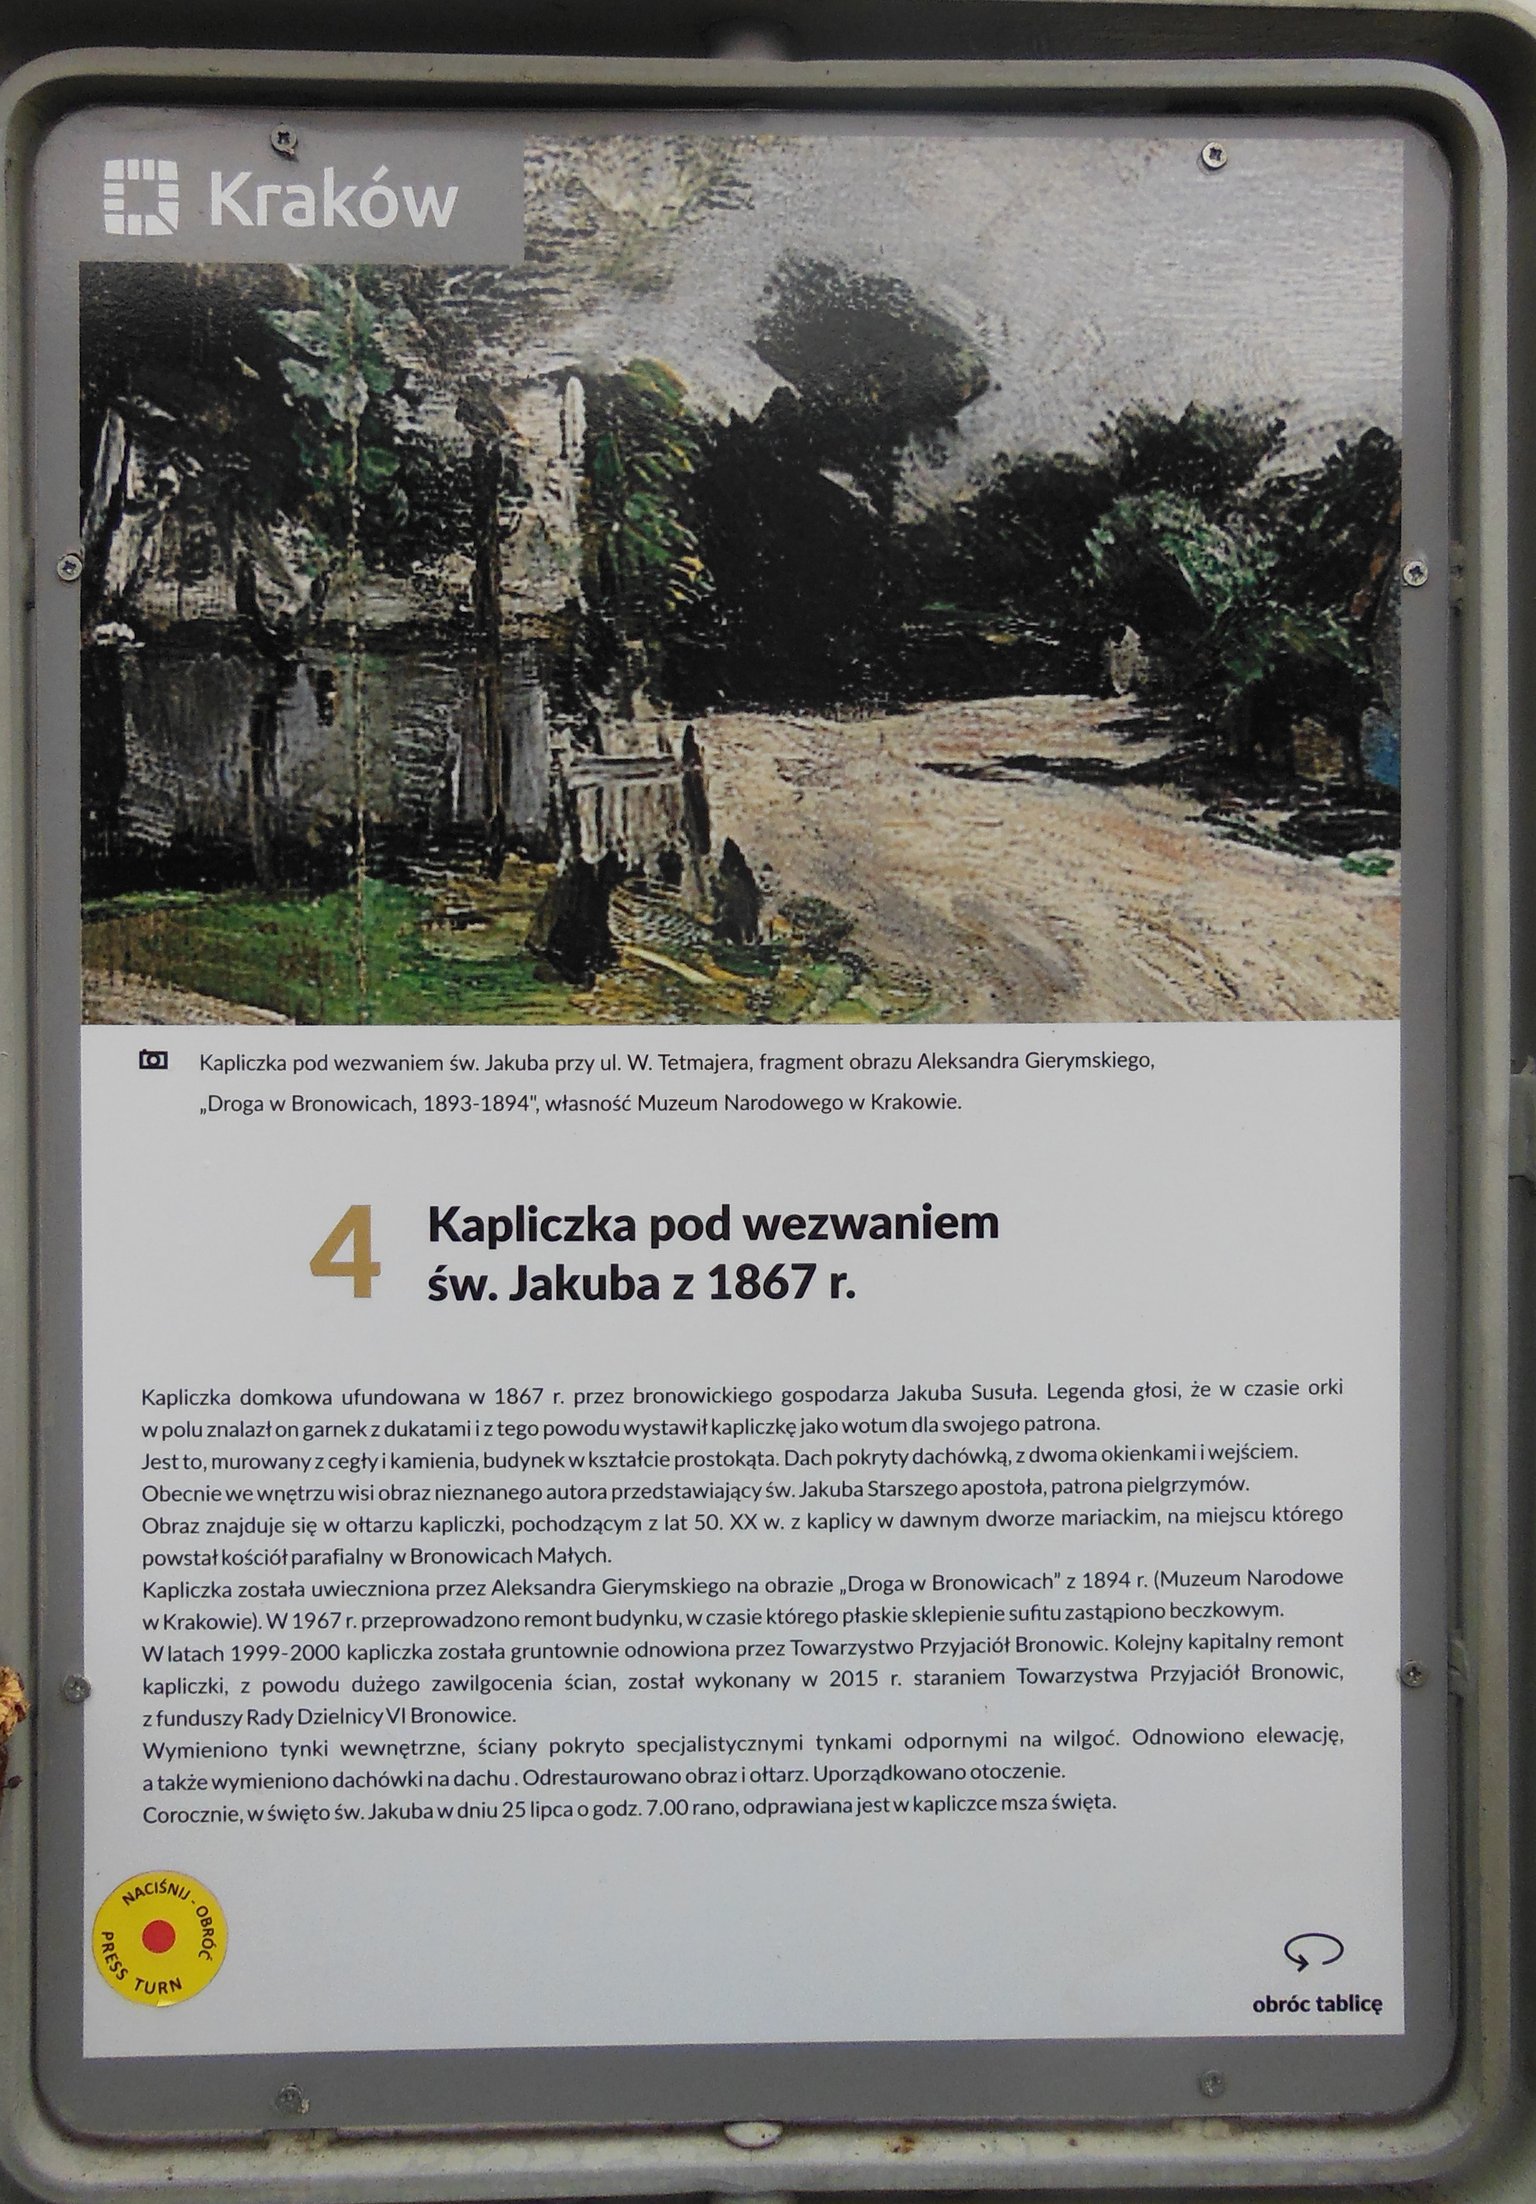 Kraków
Kapliczka pod wezwaniem św. Jakuba przy ul. W. Tetmajera, fragment obrazu Aleksandra Gierymskiego,
„Droga w Bronowicach, 1893-1894", własność Muzeum Narodowego w Krakowie.
4 Kapliczka pod wezwaniem
św. Jakuba z 1867 r.
Kapliczka domkowa ufundowana w 1867 r. przez bronowickiego gospodarza Jakuba Susuła. Legenda głosi, że w czasie orki
w polu znalazł on garnek z dukatami i z tego powodu wystawił kapliczkę jako wotum dla swojego patrona.
Jest to, murowany z cegły i kamienia, budynek w kształcie prostokąta. Dach pokryty dachówką, z dwoma okienkami i wejściem.
Obecnie we wnętrzu wisi obraz nieznanego autora przedstawiający św. Jakuba Starszego apostoła, patrona pielgrzymów.
Obraz znajduje się w ołtarzu kapliczki, pochodzącym z lat 50. XX w. z kaplicy w dawnym dworze mariackim, na miejscu którego
powstał kościół parafialny w Bronowicach Małych.
Kapliczka została uwieczniona przez Aleksandra Gierymskiego na obrazie „Droga w Bronowicach” z 1894 r. (Muzeum Narodowe
w Krakowie). W 1967 r. przeprowadzono remont budynku, w czasie którego płaskie sklepienie sufitu zastąpiono beczkowym.
W latach 1999-2000 kapliczka została gruntownie odnowiona przez Towarzystwo Przyjaciół Bronowic. Kolejny kapitalny remont
kapliczki, z powodu dużego zawilgocenia ścian, został wykonany w 2015 r. staraniem Towarzystwa Przyjaciół Bronowic,
z funduszy Rady Dzielnicy VI Bronowice.
Wymieniono tynki wewnętrzne, ściany pokryto specjalistycznymi tynkami odpornymi na wilgoć. Odnowiono elewację,
a także wymieniono dachówki na dachu . Odrestaurowano obraz i ołtarz. Uporządkowano otoczenie.
Corocznie, w święto św. Jakuba w dniu 25 lipca o godz. 7.00 rano, odprawiana jest w kapliczce msza święta.
NACIŚNIJ - OBRÓĆ
PRESS TURN
obróc tablicę